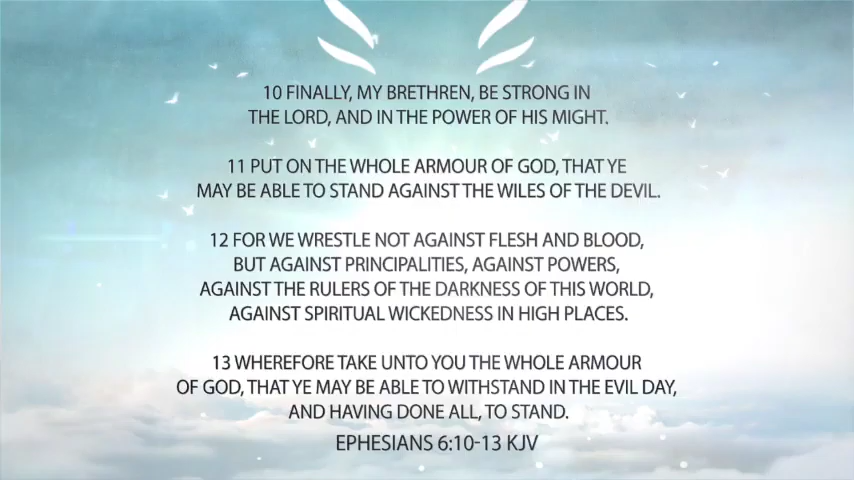 10 FINALLY, MY BRETHREN, BE STRONG IN
THE LORD, AND IN THE POWER OF HIS MIGHT.
11 PUT ON THE WHOLE ARMOUR OF GOD, THAT YE
MAY BE ABLE TO STAND AGAINST THE WILES OF THE DEVIL.
12 FOR WE WRESTLE NOT AGAINST FLESH AND BLOOD,
BUT AGAINST PRINCIPALITIES, AGAINST POWERS,
AGAINST THE RULERS OF THE DARKNESS OF THIS WORLD,
AGAINST SPIRITUAL WICKEDNESS IN HIGH PLACES.
13 WHEREFORE TAKE UNTO YOU THE WHOLE ARMOUR
OF GOD, THAT YE MAY BE ABLE TO WITHSTAND IN THE EVIL DAY,
AND HAVING DONE ALL, TO STAND.
EPHESIANS 6:10-13 KJV